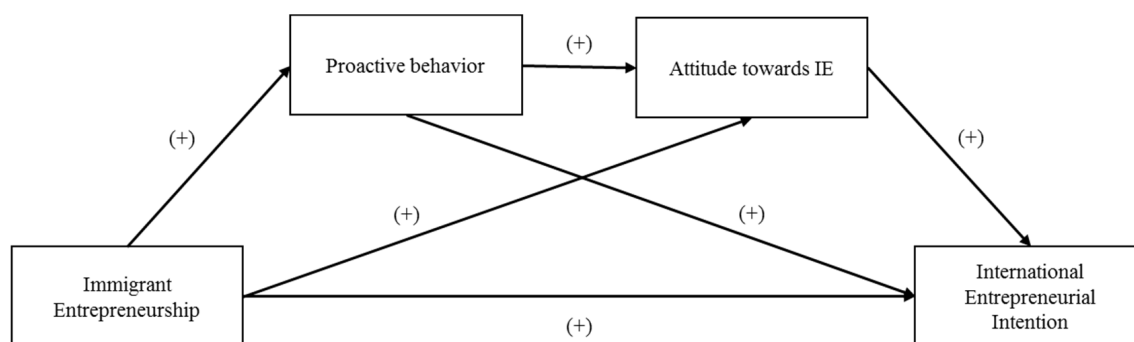 (+)
Proactive behavior
Attitude towards IE
(+)
(+)
(+)
(+)
Immigrant
Entrepreneurship
International
Entrepreneurial
Intention
(+)